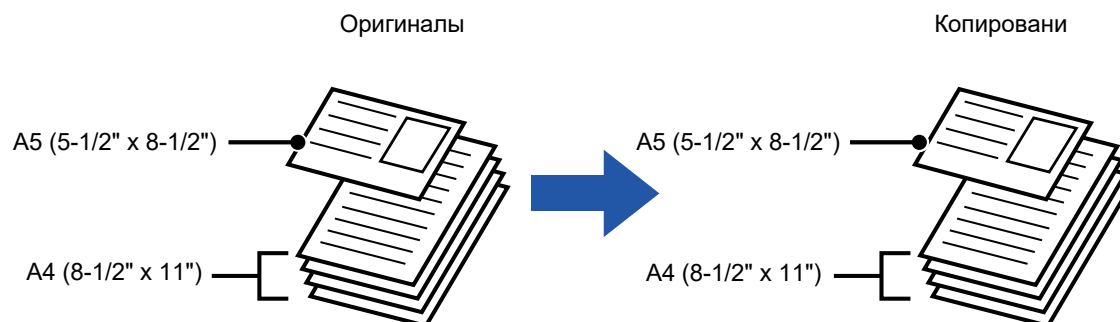 Оригиналы
Копировани
A5 (5-1/2" x 8-1/2")
A5 (5-1/2" x 8-1/2")
A4 (8-1/2" x 11")
A4 (8-1/2" x 11")